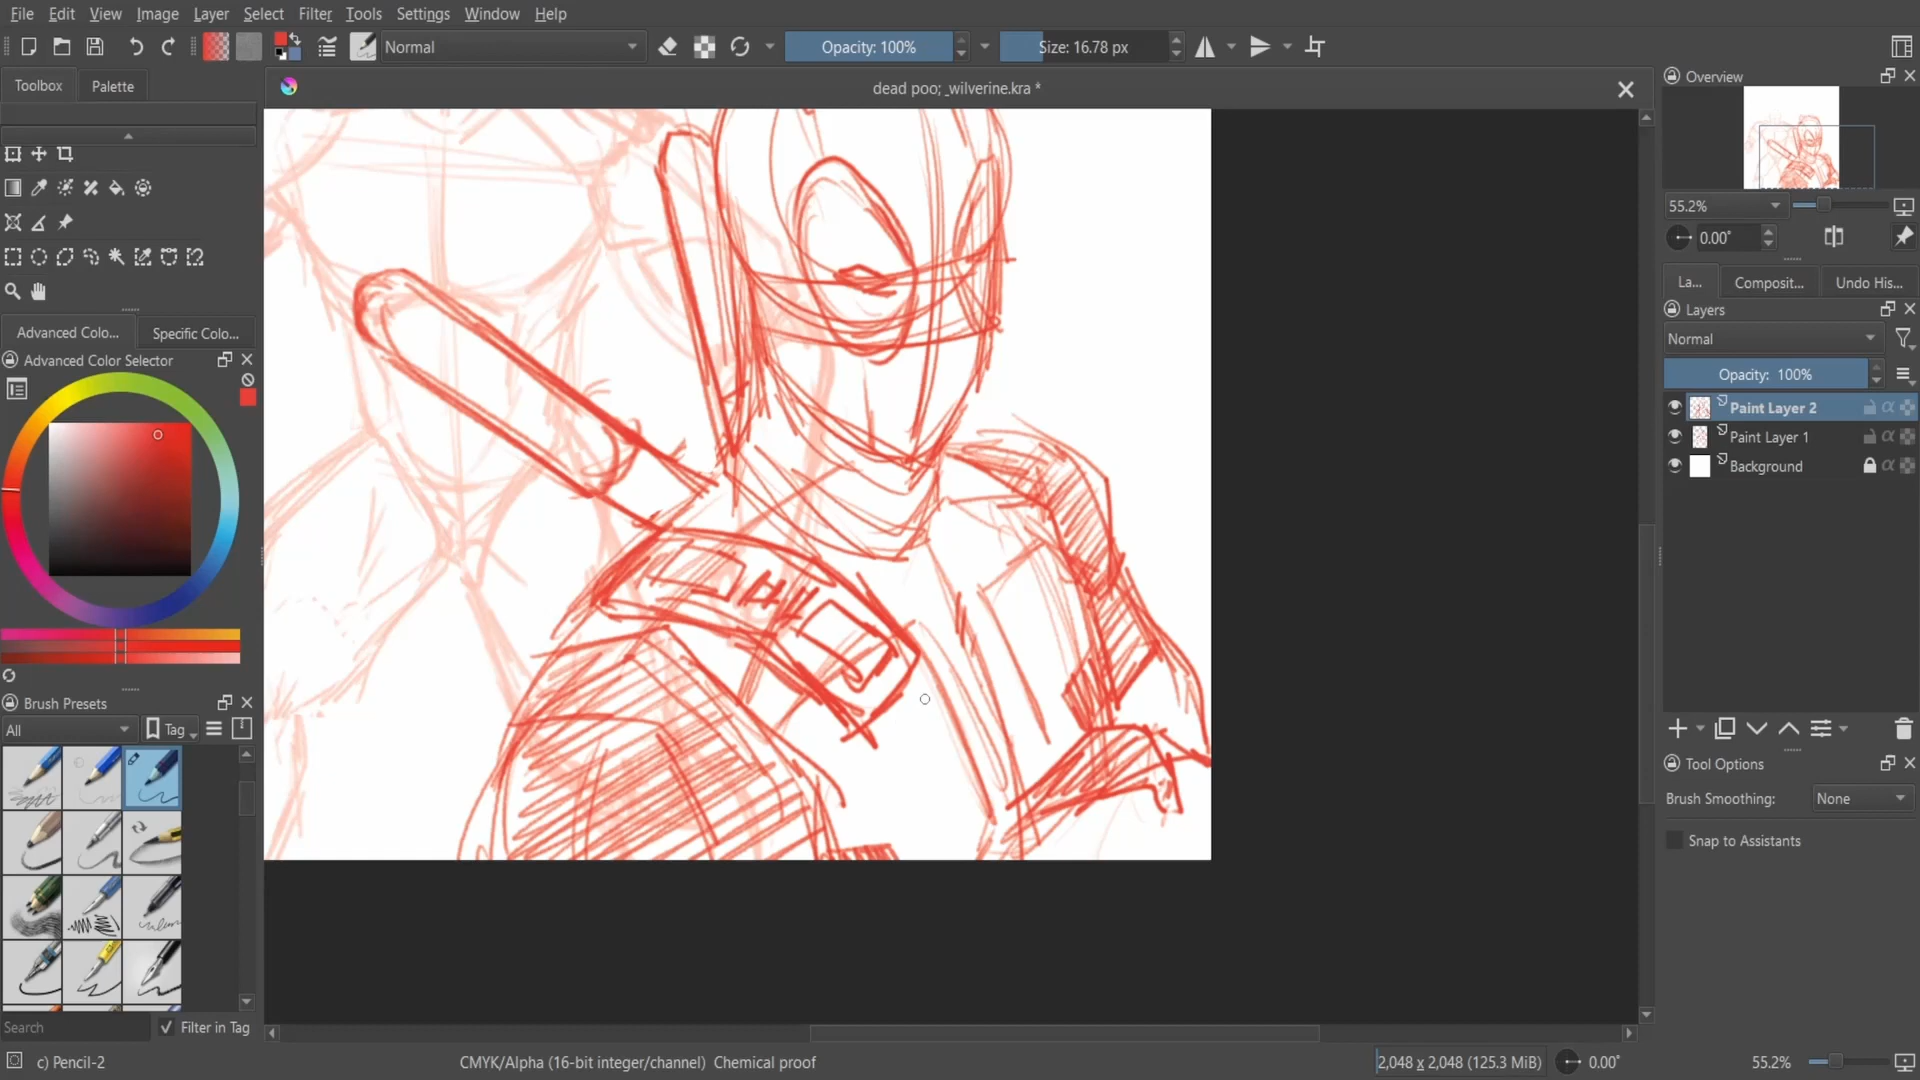 File Edit View Image Layer Select Filter Tools Settings Window Help
Normal
Opacity: 100%
Size: 16.78 px
Toolbox
Palette
dead poo; _wilverine.kra *
Overview
55.2%
0.00°
La...
Composit...
Undo His...
Layers
Normal
Opacity: 100%
Paint Layer 2
Paint Layer 1
Background
Advanced Colo...
Specific Colo...
Advanced Color Selector
Brush Presets
All
Tag
Tool Options
Brush Smoothing:
None
Snap to Assistants
Search
Filter in Tag
c) Pencil-2
CMYK/Alpha (16-bit integer/channel) Chemical proof
2,048 x 2,048 (125.3 MiB)
0.00°
55.2%